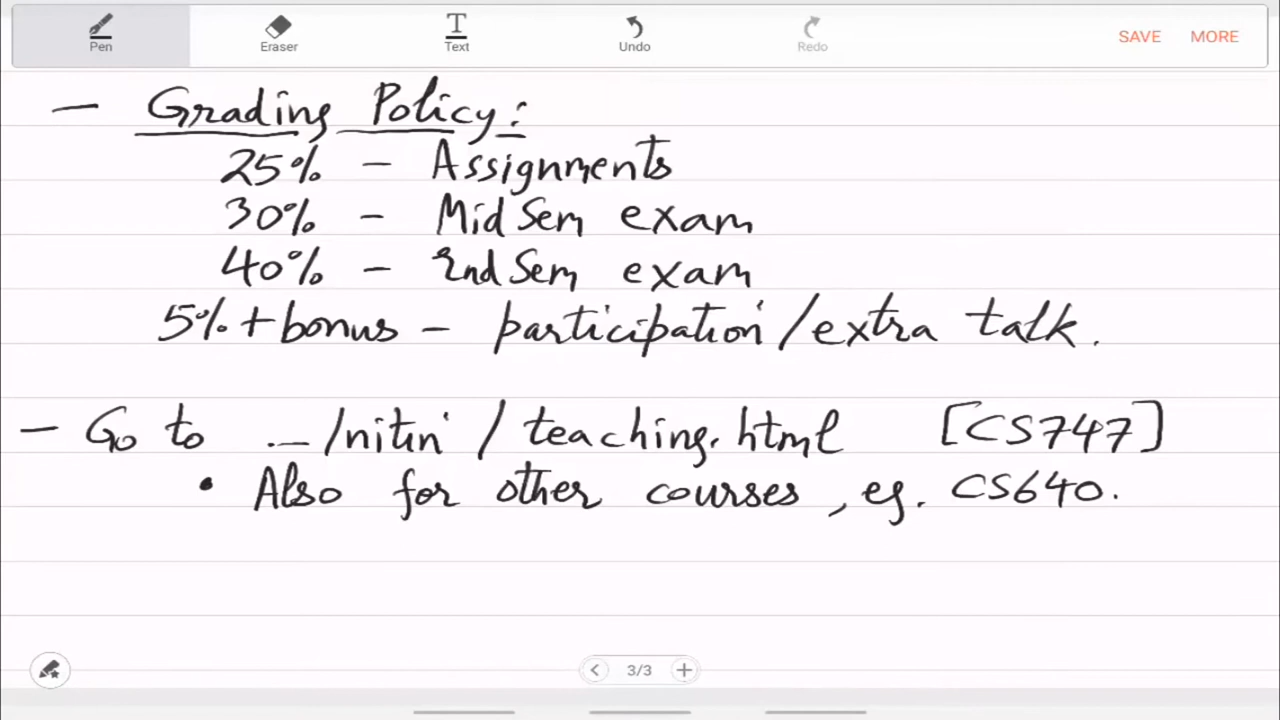 Pen
Eraser
Text
Undo
Redo
SAVE
MORE
— Grading Policy:
25% - Assignments
30% - MidSem exam
40% - EndSem exam
5% + bonus - participation/extra talk.
- Go to .— /nitin / teaching.html [CS747]
• Also for other courses, eg. CS640.
3/3